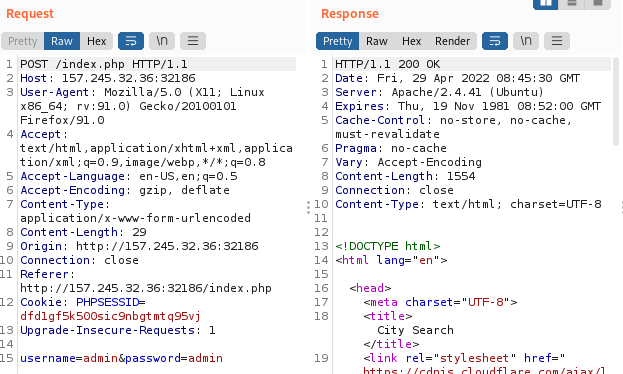 Request
Pretty Raw Hex \n
1 POST /index.php HTTP/1.1
2 Host: 157.245.32.36:32186
3 User-Agent: Mozilla/5.0 (X11; Linux
x86_64; rv:91.0) Gecko/20100101
Firefox/91.0
4 Accept:
text/html,application/xhtml+xml,applica
tion/xml;q=0.9,image/webp,*/*;q=0.8
5 Accept-Language: en-US,en;q=0.5
6 Accept-Encoding: gzip, deflate
7 Content-Type:
application/x-www-form-urlencoded
8 Content-Length: 29
9 Origin: http://157.245.32.36:32186
10 Connection: close
11 Referer:
http://157.245.32.36:32186/index.php
12 Cookie: PHPSESSID=
dfd1gf5k500sic9nbgtmtq95vj
13 Upgrade-Insecure-Requests: 1
14
15 username=admin&password=admin
Response
Pretty Raw Hex Render \n
1 HTTP/1.1 200 OK
2 Date: Fri, 29 Apr 2022 08:45:30 GMT
3 Server: Apache/2.4.41 (Ubuntu)
4 Expires: Thu, 19 Nov 1981 08:52:00 GMT
5 Cache-Control: no-store, no-cache,
must-revalidate
6 Pragma: no-cache
7 Vary: Accept-Encoding
8 Content-Length: 1554
9 Connection: close
10 Content-Type: text/html; charset=UTF-8
11
12
13 <!DOCTYPE html>
14 <html lang="en">
15
16 <head>
17 <meta charset="UTF-8">
18 <title>
City Search
</title>
19 <link rel="stylesheet" href="
https://cdnjs.cloudflare.com/ajax/l